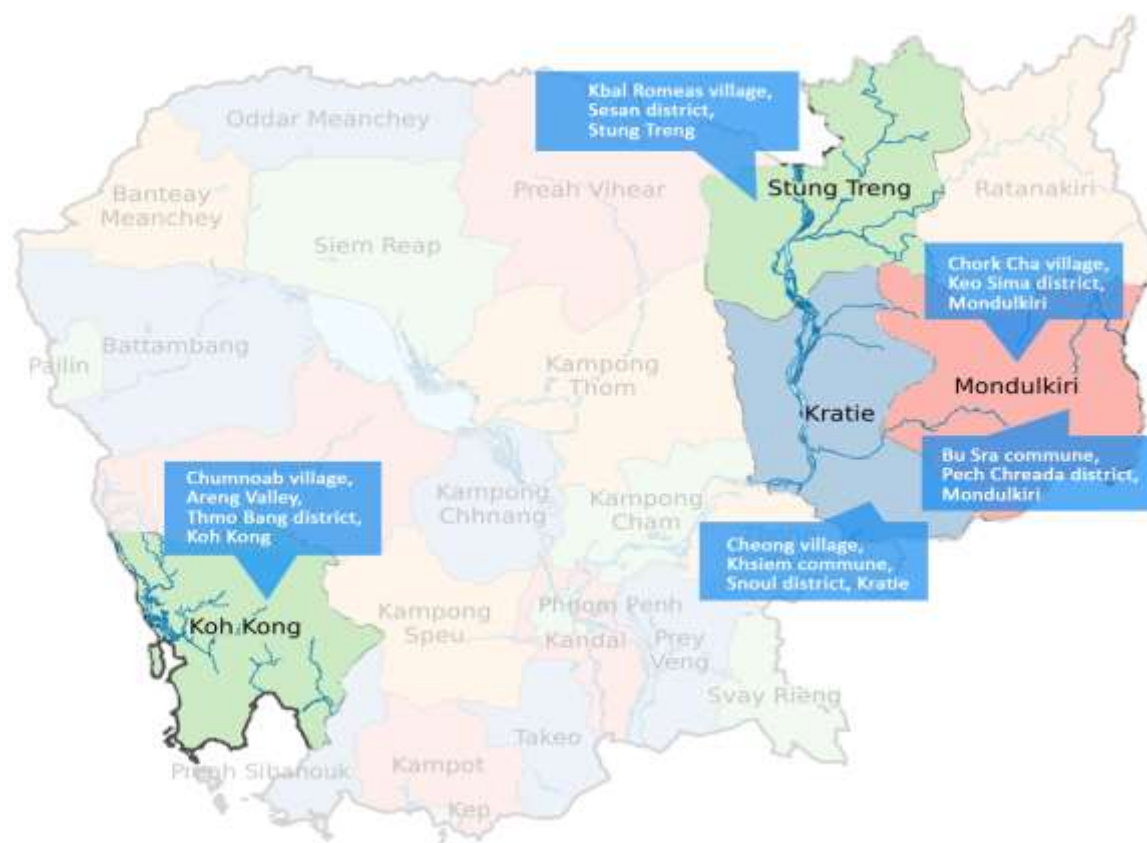 Kbal Romeas village,
Sesan district,
Stung Treng
Oddar Meanchey
Banteay
Meanchey
Preah Vihear
Stung Treng
Ratanakiri
Siem Reap
Chork Cha village,
Keo Sima district,
Mondulkiri
Pailin
Battambang
Kampong
Thom
Mondulkiri
Kratie
Chumnoab village,
Areng Valley,
Thmo Bang district,
Koh Kong
Kampong
Chhnang
Kampong
Cham
Bu Sra commune,
Pech Chreada district,
Mondulkiri
Cheong village,
Khsiem commune,
Snoul district, Kratie
Koh Kong
Kampong
Speu
Phnom Penh
Kandal
Prey
Veng
Svay Rieng
Takeo
Preah Sihanouk
Kampot
Kep